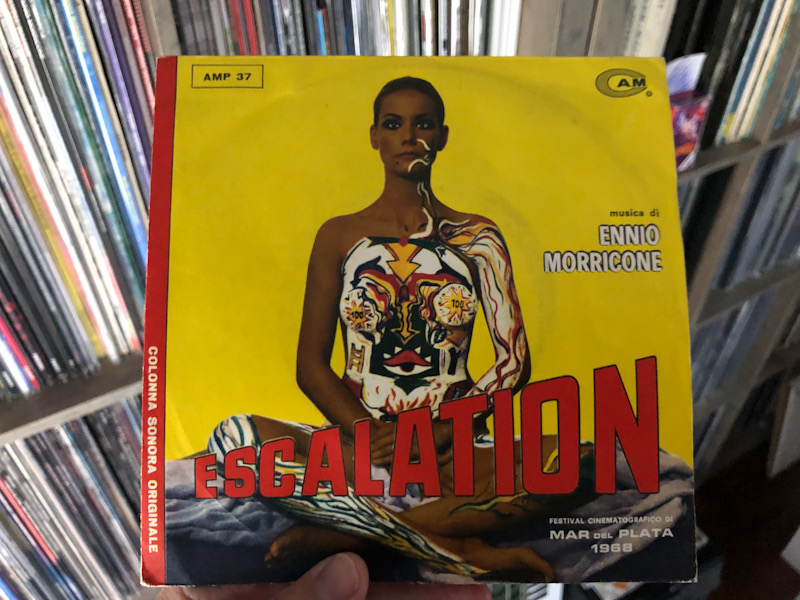 AMP 37
CAM
musica di
ENNIO
MORRICONE
ESCALATION
FESTIVAL CINEMATOGRAFICO DI
MAR DEL PLATA
1968
COLONNA SONORA ORIGINALE